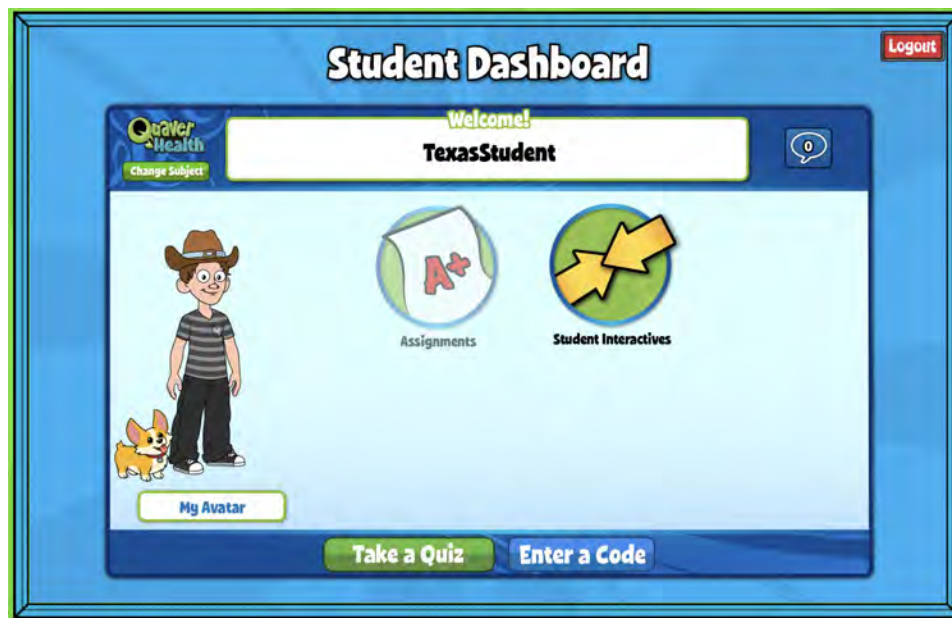 Student Dashboard
Logout
Quaver
Health
Change Subject
Welcome!
TexasStudent
0
A+
Assignments
Student Interactives
My Avatar
Take a Quiz
Enter a Code